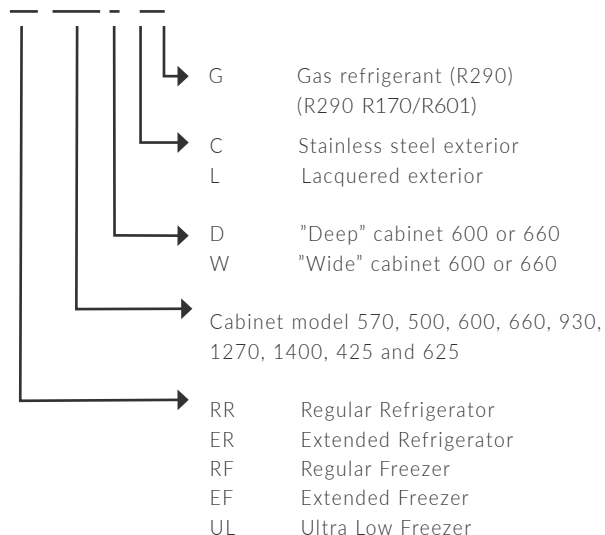 G Gas refrigerant (R290)
(R290 R170/R601)
C Stainless steel exterior
L Lacquered exterior
D ”Deep” cabinet 600 or 660
W ”Wide” cabinet 600 or 660
Cabinet model 570, 500, 600, 660, 930,
1270, 1400, 425 and 625
RR Regular Refrigerator
ER Extended Refrigerator
RF Regular Freezer
EF Extended Freezer
UL Ultra Low Freezer